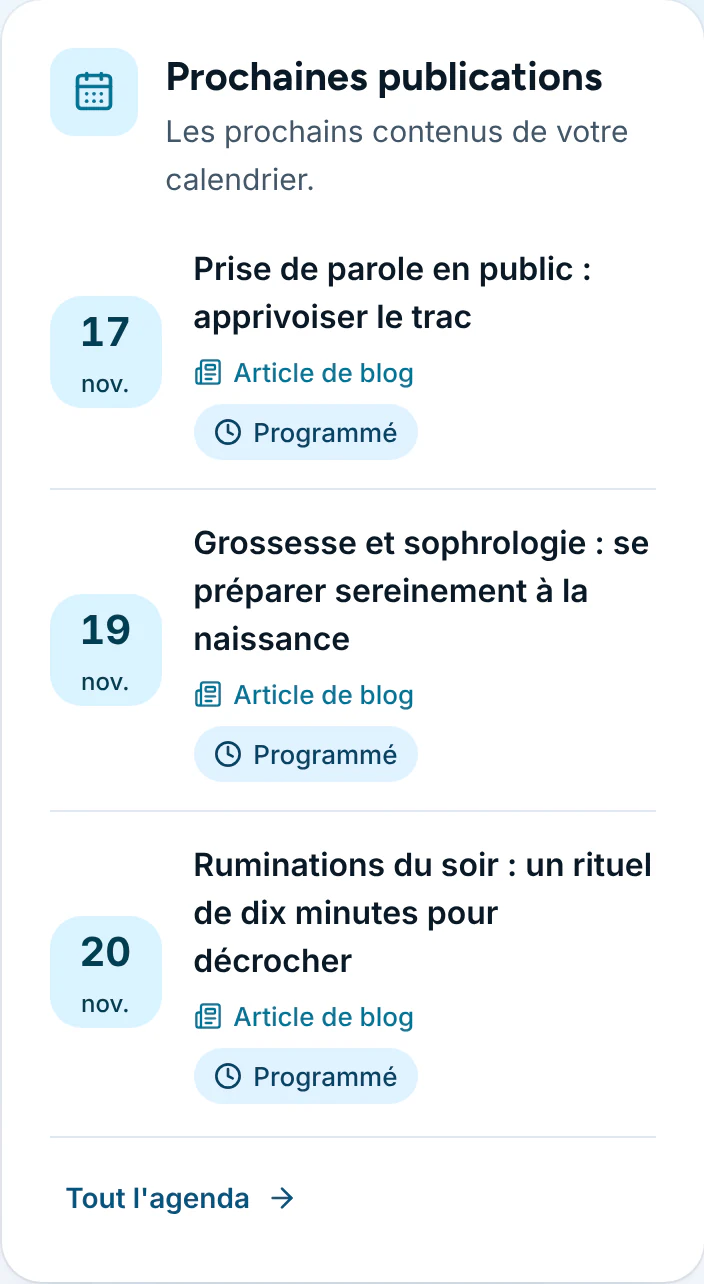 Prochaines publications
Les prochains contenus de votre
calendrier.
17
nov.
Prise de parole en public :
apprivoiser le trac
Article de blog
Programmé
19
nov.
Grossesse et sophrologie : se
préparer sereinement à la
naissance
Article de blog
Programmé
20
nov.
Ruminations du soir : un rituel
de dix minutes pour
décrocher
Article de blog
Programmé
Tout l'agenda